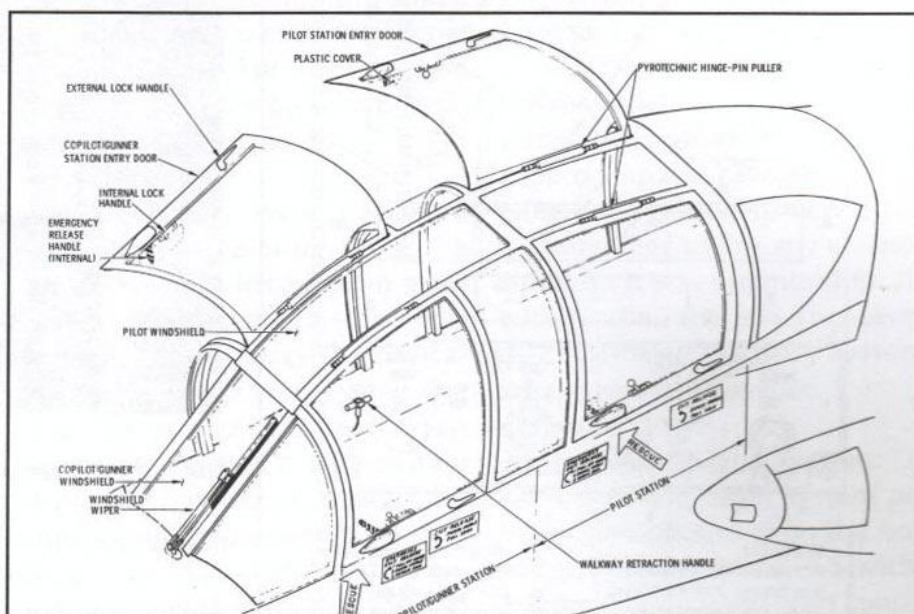 PILOT STATION ENTRY DOOR
PLASTIC COVER
PYROTECHNIC HINGE-PIN PULLER
EXTERNAL LOCK HANDLE
COPILOT/GUNNER
STATION ENTRY DOOR
INTERNAL LOCK
HANDLE
EMERGENCY
RELEASE
HANDLE
(INTERNAL)
PILOT WINDSHIELD
COPILOT/GUNNER
WINDSHIELD
WINDSHIELD
WIPER
RESCUE
PILOT STATION
WALKWAY RETRACTION HANDLE
RESCUE
COPILOT/GUNNER STATION